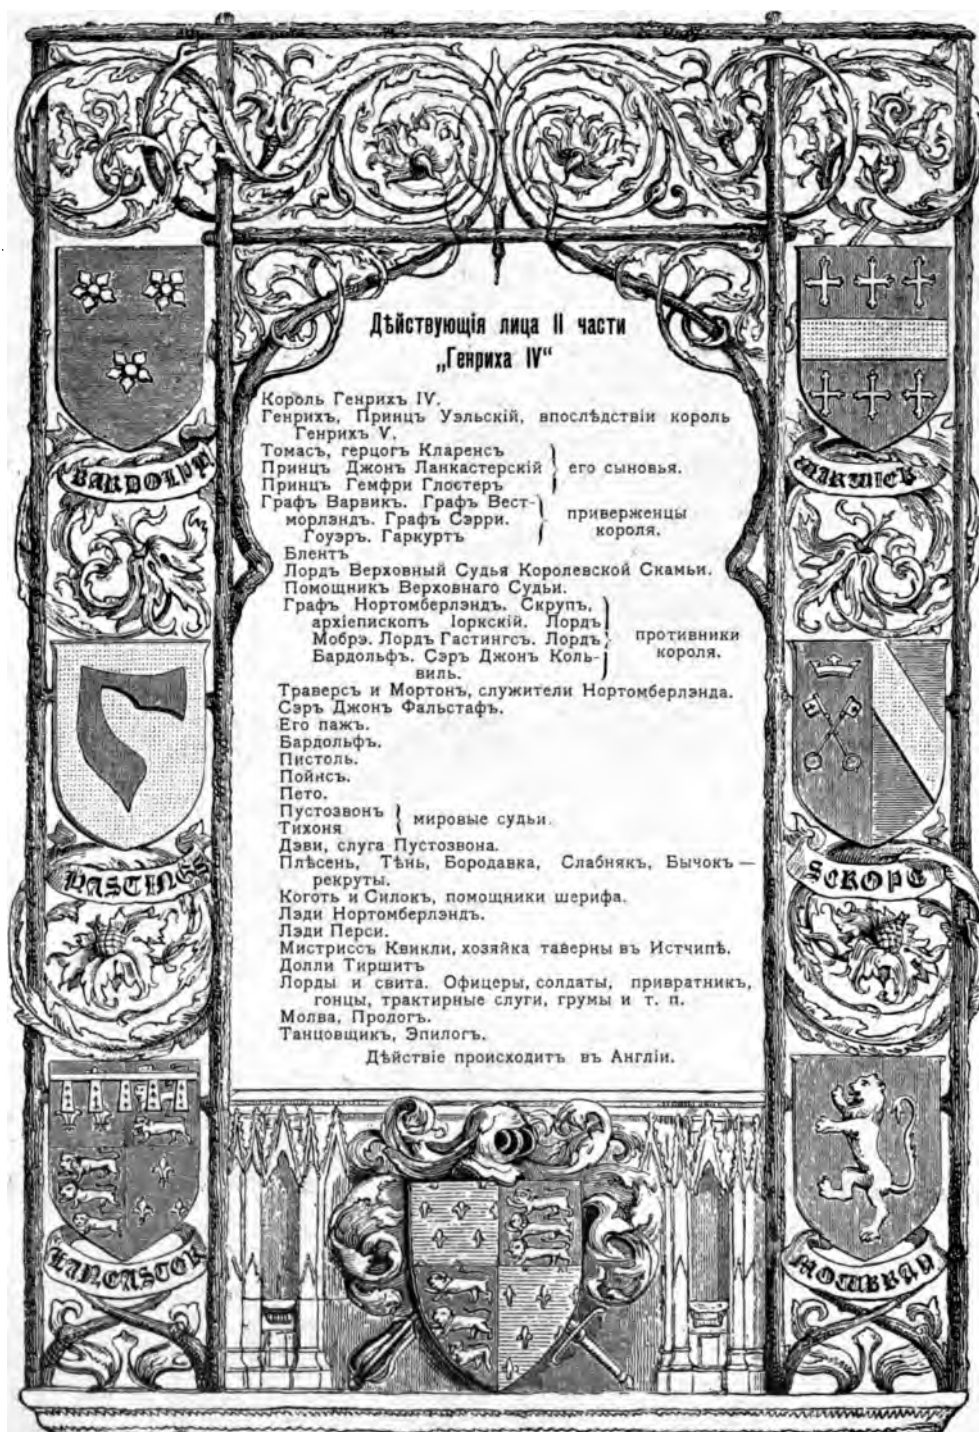 Дѣйствующія лица II части
„Генриха IV“
Король Генрихъ IV.
Генрихъ, Принцъ Уэльскій, впослѣдствіи король
Генрихъ V.
Томасъ, герцогъ Кларенсъ
Принцъ Джонъ Ланкастерскій
Принцъ Гемфри Глостеръ
его сыновья.
Графъ Варвикъ. Графъ Вест-
морлэндъ. Графъ Сэрри.
Гоуэръ. Гаркуртъ
приверженцы
короля.
Блентъ
Лордъ Верховный Судья Королевской Скамьи.
Помощникъ Верховнаго Судьи.
Графъ Нортомберлэндъ. Скрупъ,
архіепископъ Іоркскій. Лордъ
Мобрэ. Лордъ Гастингсъ. Лордъ
Бардольфъ. Сэръ Джонъ Коль-
виль.
противники
короля.
Траверсъ и Мортонъ, служители Нортомберлэнда.
Сэръ Джонъ Фальстафъ.
Его пажъ.
Бардольфъ.
Пистоль.
Пойнсъ.
Пето.
Пустозвонъ
Тихоня
мировые судьи.
Дэви, слуга Пустозвона.
Плѣсень, Тѣнь, Бородавка, Слабнякъ, Бычокъ —
рекруты.
Коготь и Силокъ, помощники шерифа.
Лэди Нортомберлэндъ.
Лэди Перси.
Мистриссъ Квикли, хозяйка таверны въ Истчипѣ.
Долли Тиршитъ
Лорды и свита. Офицеры, солдаты, привратникъ,
гонцы, трактирные слуги, грумы и т. п.
Молва, Прологъ.
Танцовщикъ, Эпилогъ.
Дѣйствіе происходитъ въ Англіи.
BARDOLPH
HASTINGS
LANCASTER
WARWICK
SCROPE
MOWBRAY